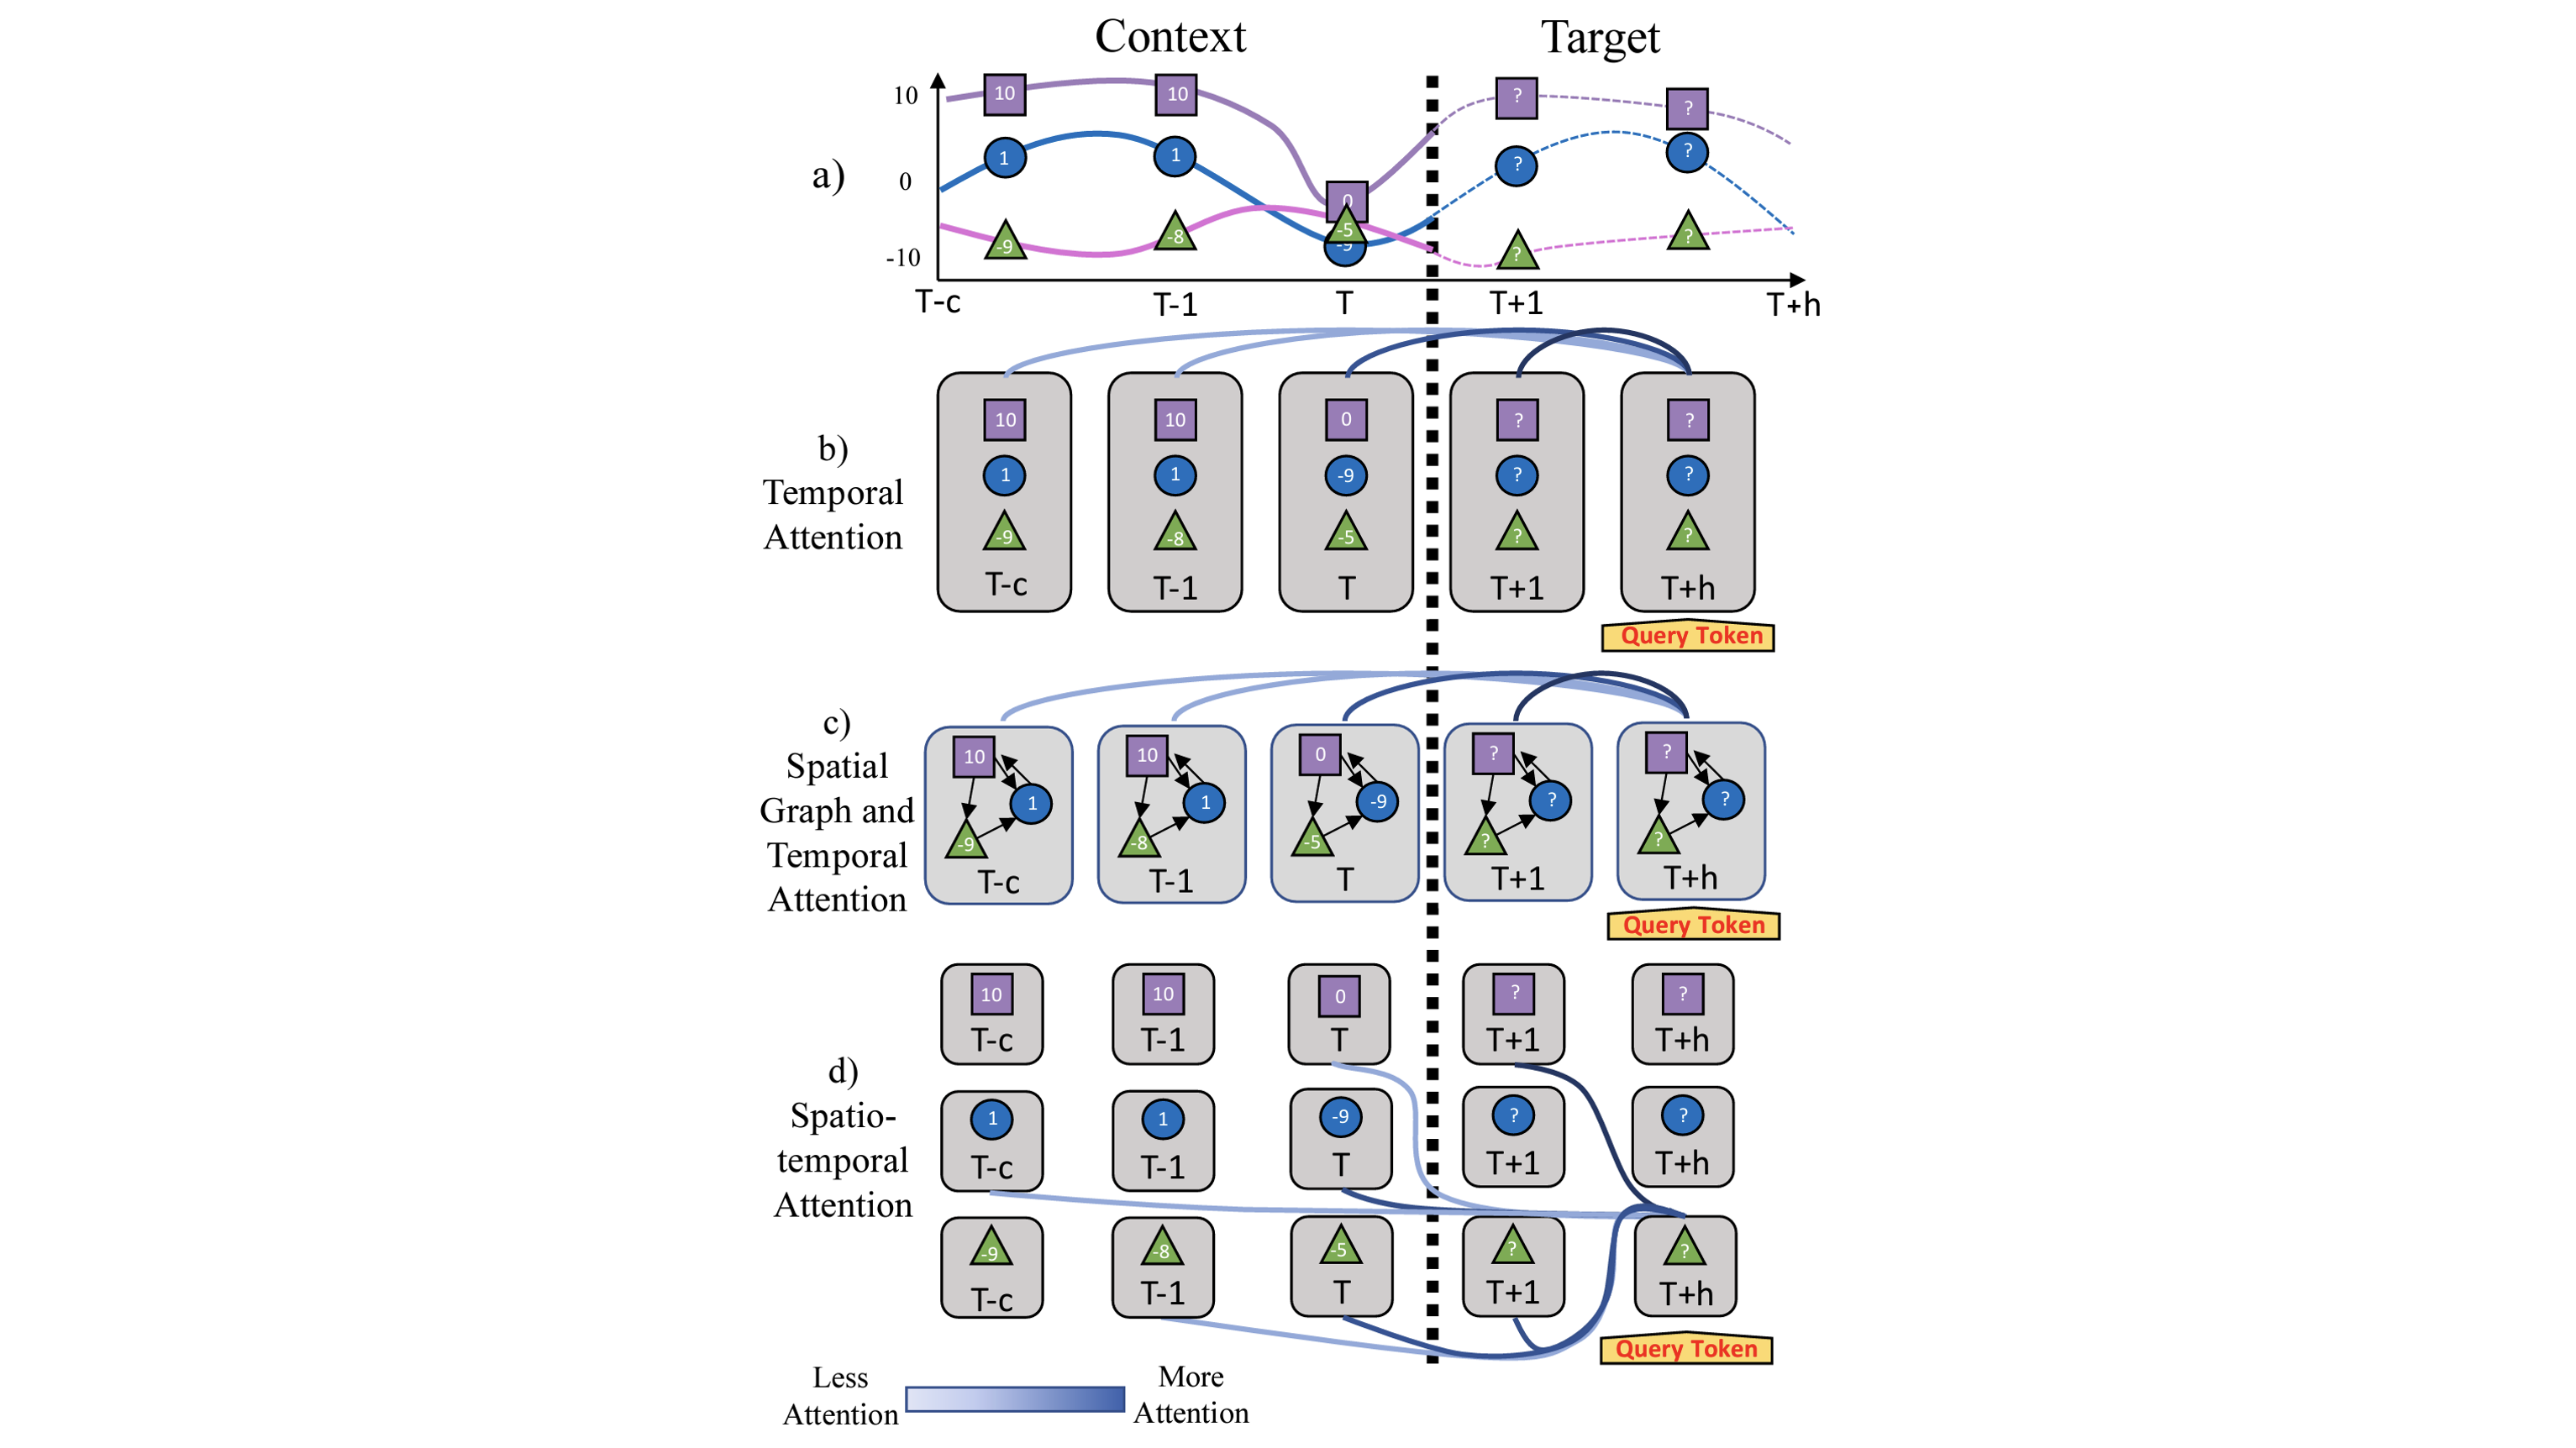 Context Target
10
10 10 ? ?
a)
0
1 1 0 ? ?
-9 -8 -5 -9 ? ?
-10
T-c T-1 T T+1 T+h
b)
Temporal
Attention
10 10 0 ? ?
1 1 -9 ? ?
-9 -8 -5 ? ?
T-c T-1 T T+1 T+h
Query Token
c)
Spatial
Graph and
Temporal
Attention
10 10 0 ? ?
1 1 -9 ? ?
-9 -8 -5 ? ?
T-c T-1 T T+1 T+h
Query Token
d)
Spatio-
temporal
Attention
10 10 0 ? ?
T-c T-1 T T+1 T+h
1 1 -9 ? ?
T-c T-1 T T+1 T+h
-9 -8 -5 ? ?
T-c T-1 T T+1 T+h
Query Token
Less
Attention
More
Attention